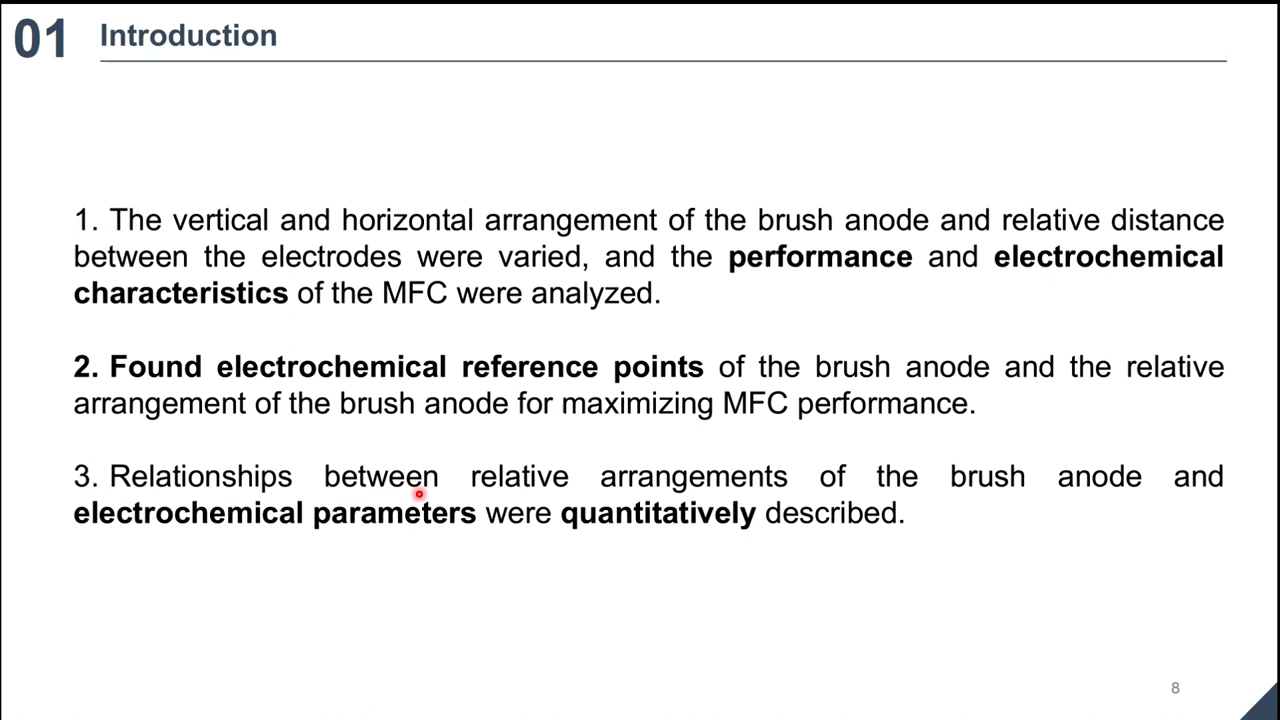 01 Introduction
1. The vertical and horizontal arrangement of the brush anode and relative distance
between the electrodes were varied, and the performance and electrochemical
characteristics of the MFC were analyzed.
2. Found electrochemical reference points of the brush anode and the relative
arrangement of the brush anode for maximizing MFC performance.
3. Relationships between relative arrangements of the brush anode and
electrochemical parameters were quantitatively described.
8